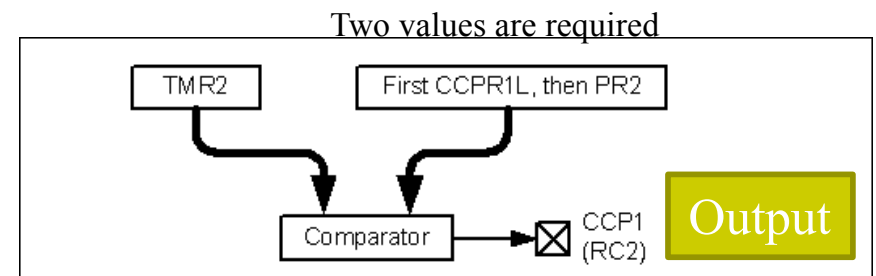 Two values are required
TMR2
First CCPR1L, then PR2
Comparator
CCP1
(RC2)
Output